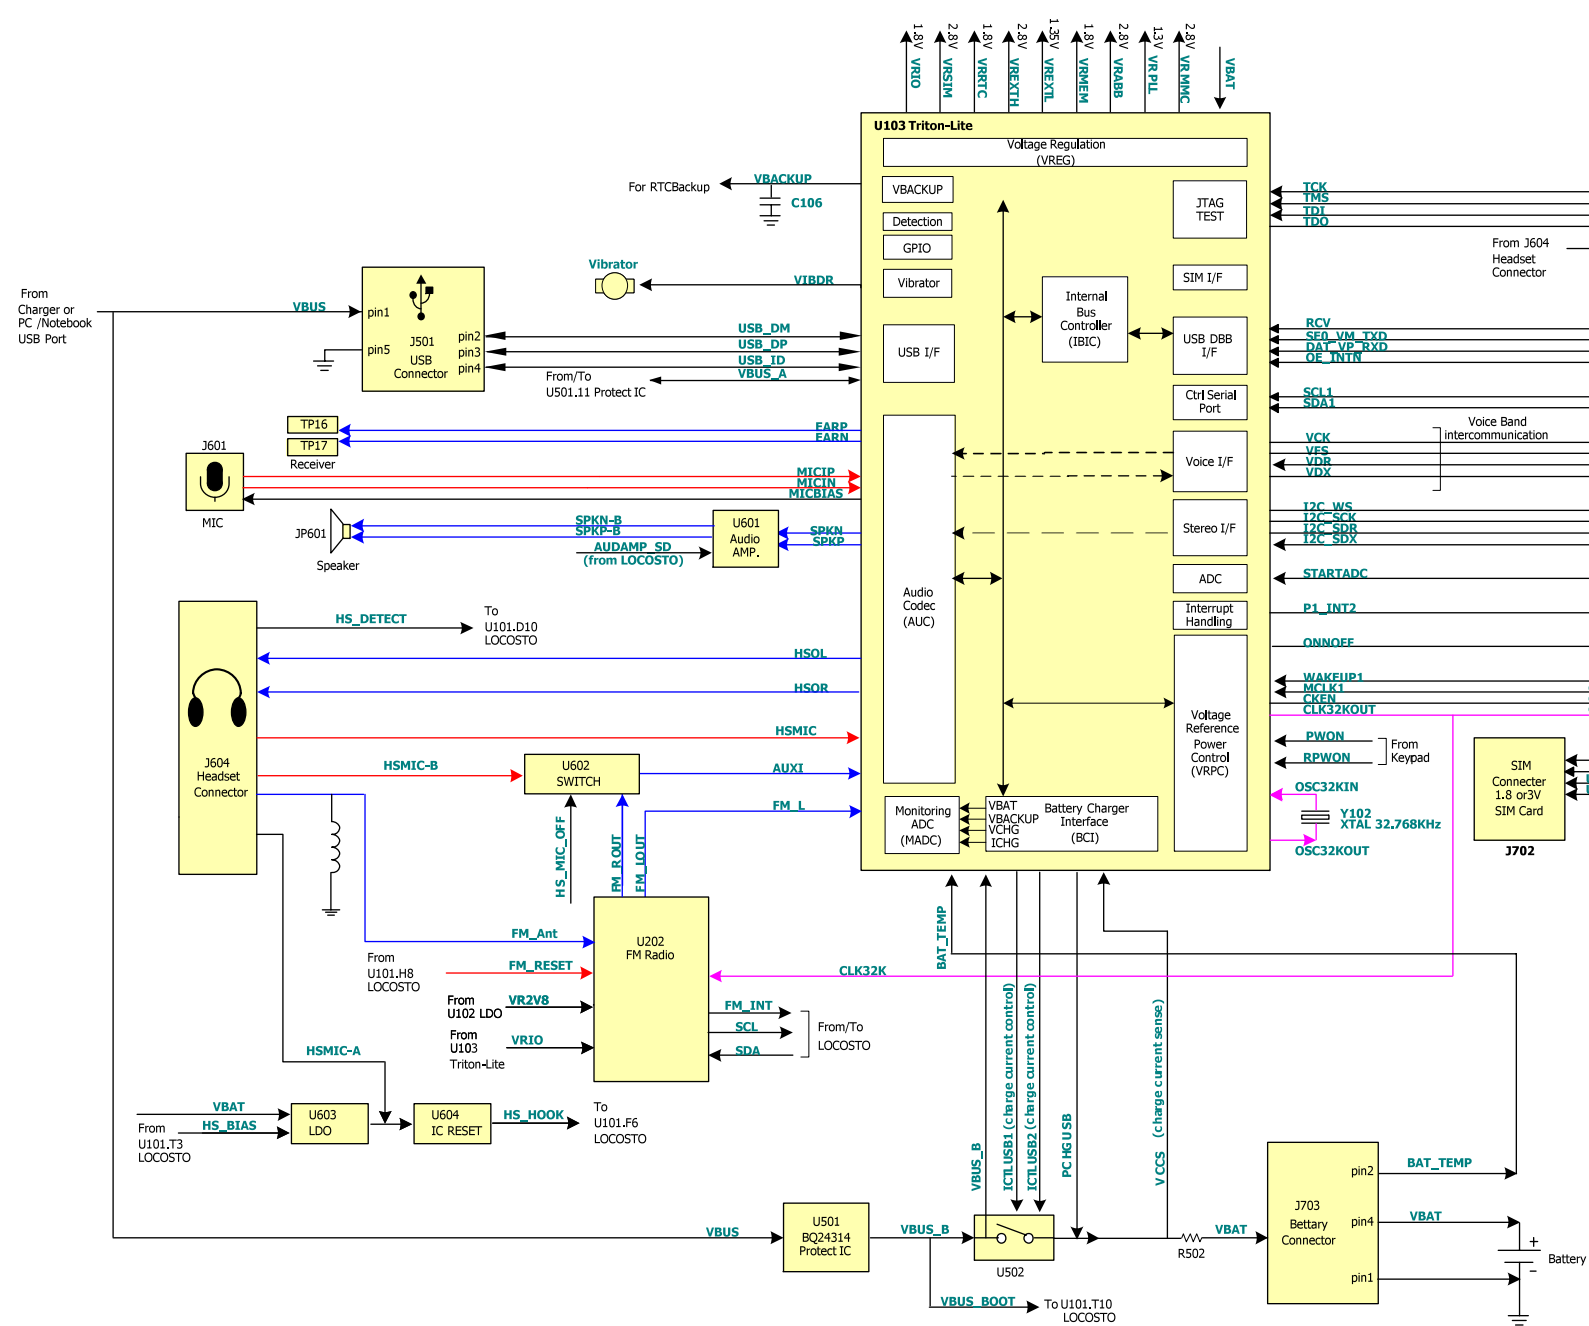 1.8V
2.8V
1.8V
2.8V
1.35V
1.8V
2.8V
1.3V
2.8V
VRIO
VRSIM
VRRTC
VREXTH
VREXTL
VRMEM
VRABB
VR PLL
VR MMC
VBAT
U103 Triton-Lite
Voltage Regulation
(VREG)
For RTCBackup
VBACKUP
C106
VBACKUP
Detection
GPIO
Vibrator
USB I/F
JTAG
TEST
SIM I/F
Internal
Bus
Controller
(IBIC)
USB DBB
I/F
Ctrl Serial
Port
Voice I/F
Stereo I/F
ADC
Interrupt
Handling
Audio
Codec
(AUC)
Voltage
Reference
Power
Control
(VRPC)
Monitoring
ADC
(MADC)
VBAT
VBACKUP
VCHG
ICHG
Battery Charger
Interface
(BCI)
TCK
TMS
TDI
TDO
From J604
Headset
Connector
RCV
SE0_VM_TXD
DAT_VP_RXD
OE_INTN
SCL1
SDA1
Voice Band
intercommunication
VCK
VFS
VDR
VDX
I2C_WS
I2C_SCK
I2C_SDR
I2C_SDX
STARTADC
P1_INT2
ONNOFF
WAKEUP1
MCLK1
CKEN
CLK32KOUT
PWON
RPWON
From
Keypad
OSC32KIN
Y102
XTAL 32.768KHz
OSC32KOUT
SIM
Connecter
1.8 or3V
SIM Card
J702
Vibrator
VIBDR
From
Charger or
PC /Notebook
USB Port
VBUS
pin1
pin5
J501
USB
Connector
pin2
pin3
pin4
USB_DM
USB_DP
USB_ID
VBUS_A
From/To
U501.11 Protect IC
TP16
TP17
Receiver
EARP
EARN
J601
MIC
MICIP
MICIN
MICBIAS
JP601
Speaker
SPKN-B
SPKP-B
AUDAMP_SD
(from LOCOSTO)
U601
Audio
AMP.
SPKN
SPKP
HS_DETECT
To
U101.D10
LOCOSTO
HSOL
HSOR
HSMIC
J604
Headset
Connector
HSMIC-B
U602
SWITCH
AUXI
FM_L
HS_MIC_OFF
FM_ROUT
FM_LOUT
FM_Ant
U202
FM Radio
From
U101.H8
LOCOSTO
FM_RESET
From
U102 LDO
VR2V8
From
U103
Triton-Lite
VRIO
CLK32K
FM_INT
SCL
SDA
From/To
LOCOSTO
HSMIC-A
VBAT
From
U101.T3
LOCOSTO
HS_BIAS
U603
LDO
U604
IC RESET
HS_HOOK
To
U101.F6
LOCOSTO
BAT_TEMP
VBUS_B
ICTLUSB1 (charge current control)
ICTLUSB2 (charge current control)
PCHGUSB
VCCS (charge current sense)
VBUS
U501
BQ24314
Protect IC
VBUS_B
U502
VBUS_BOOT
To U101.T10
LOCOSTO
R502
VBAT
J703
Bettary
Connector
pin2
pin4
pin1
BAT_TEMP
VBAT
+
−
Battery